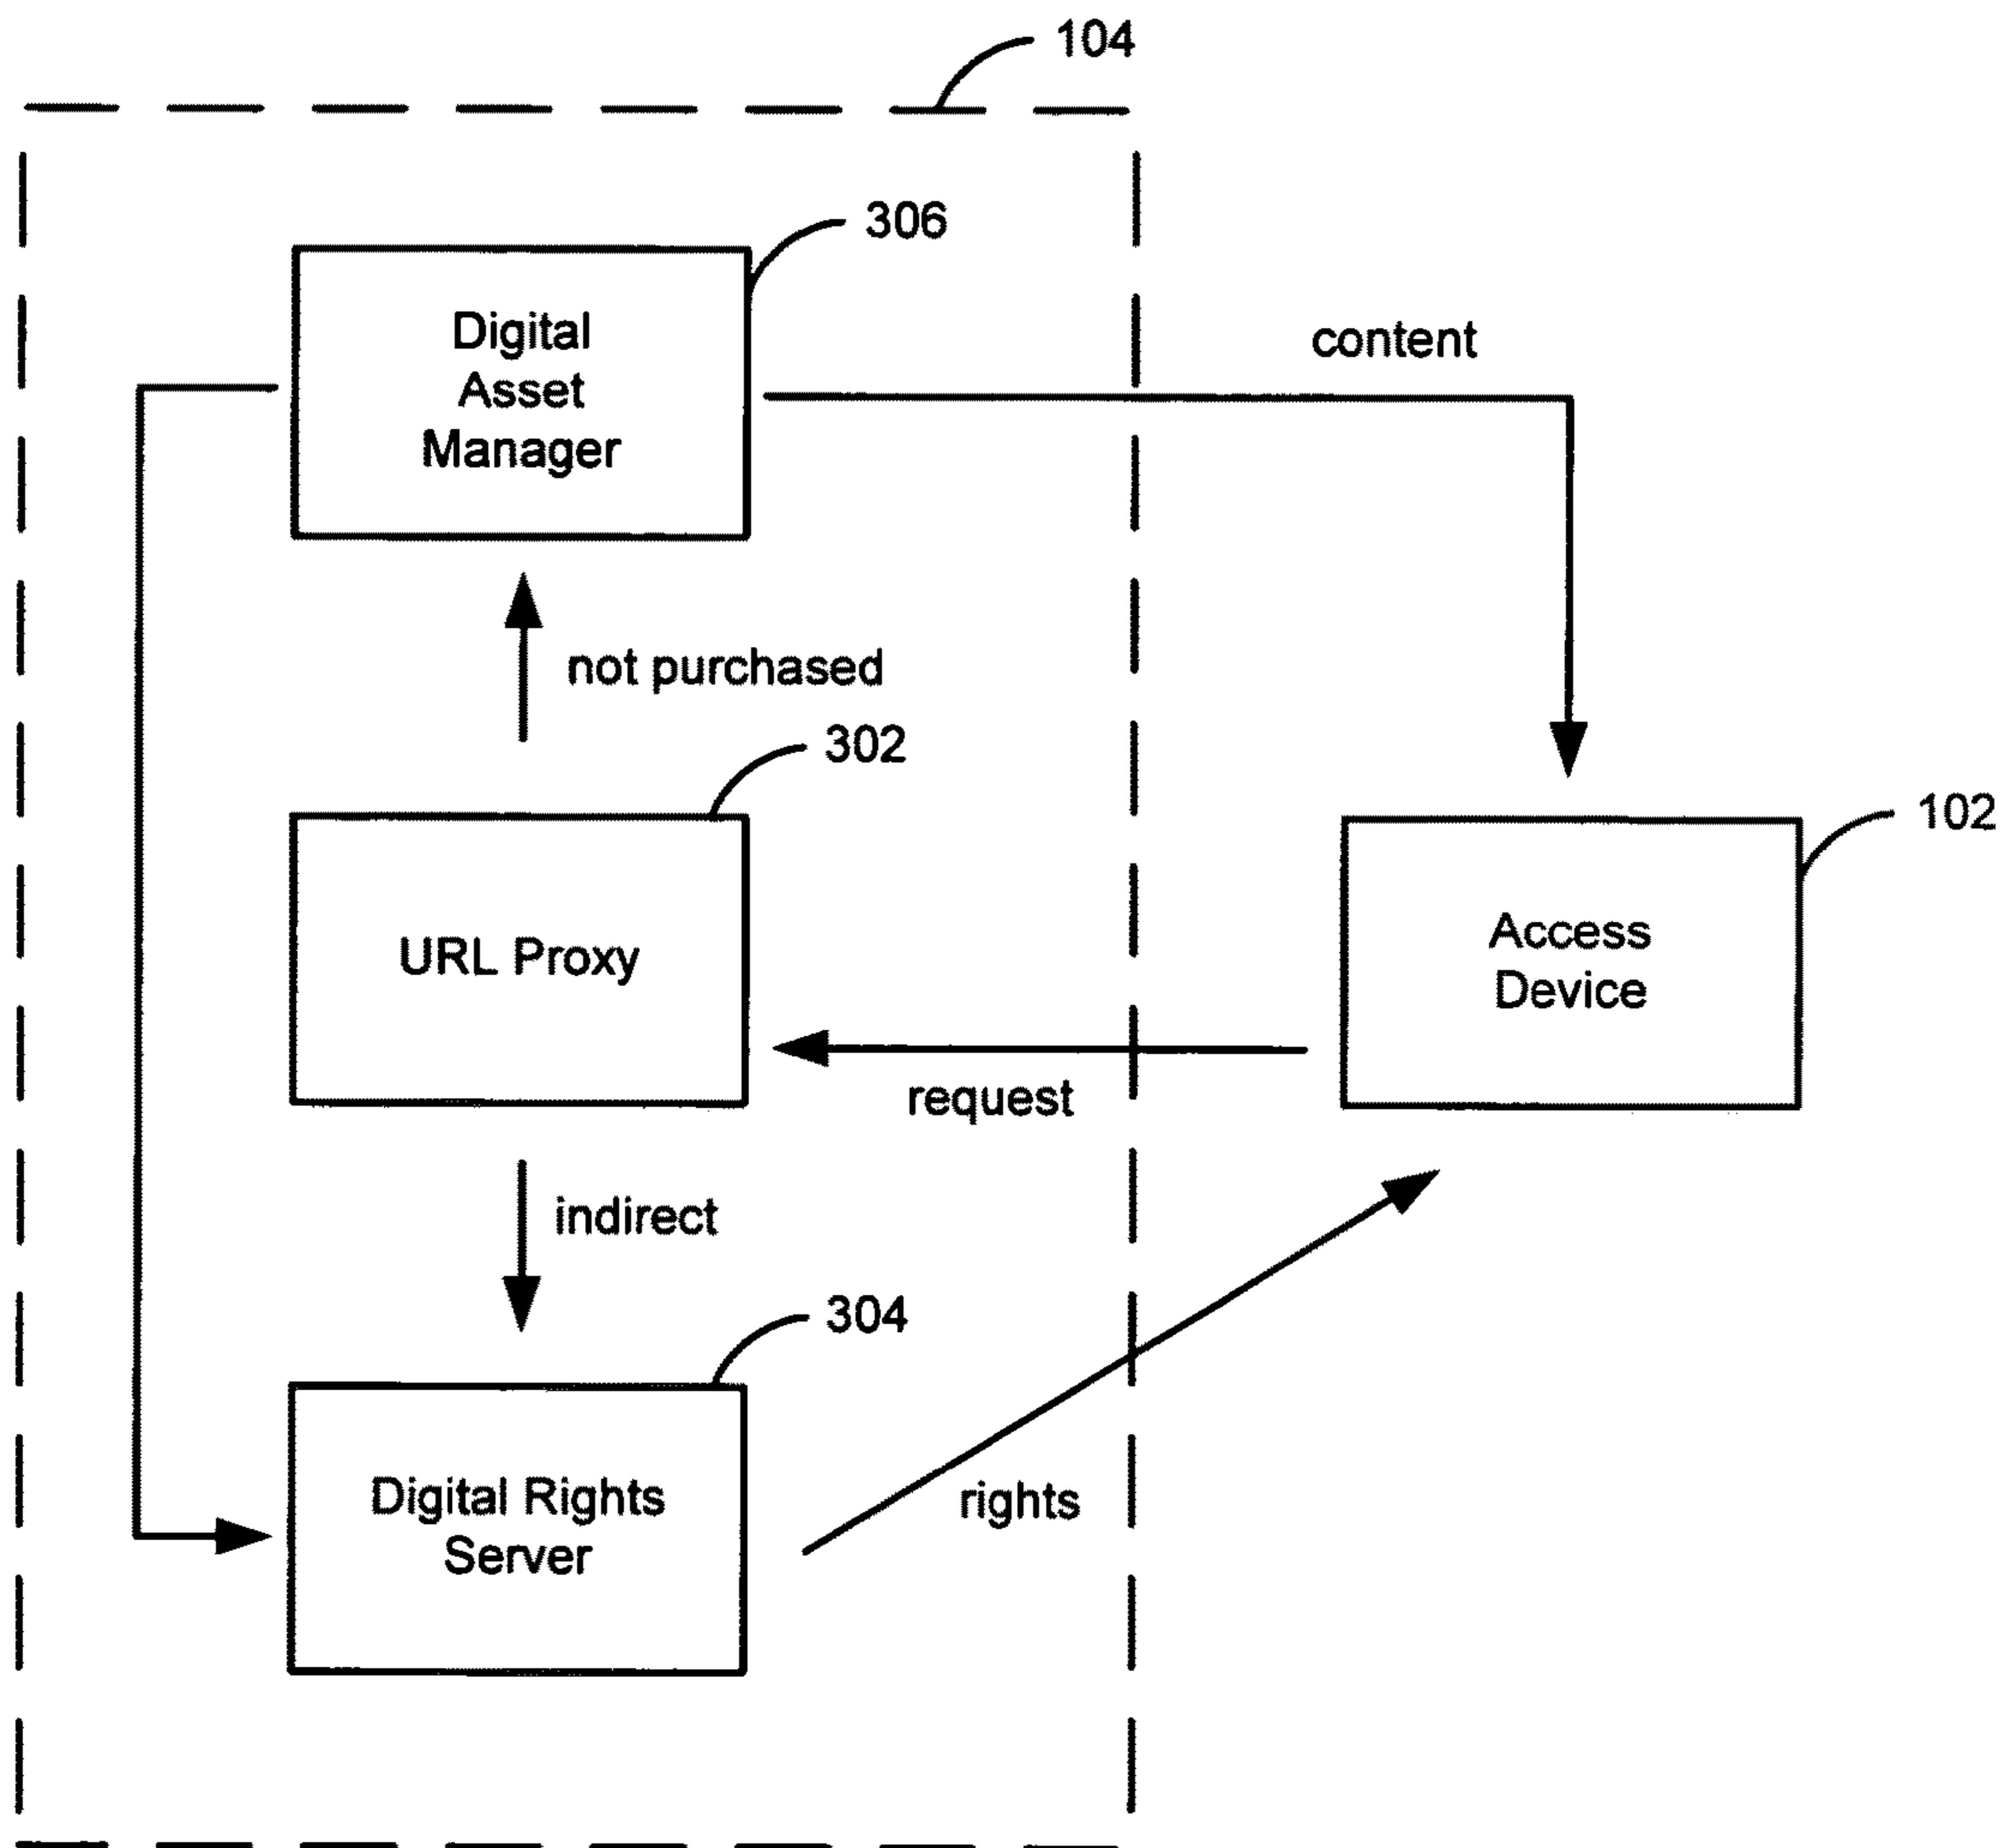 104
306
Digital
Asset
Manager
content
not purchased
302
102
URL Proxy
Access
Device
request
indirect
304
Digital Rights
Server
rights